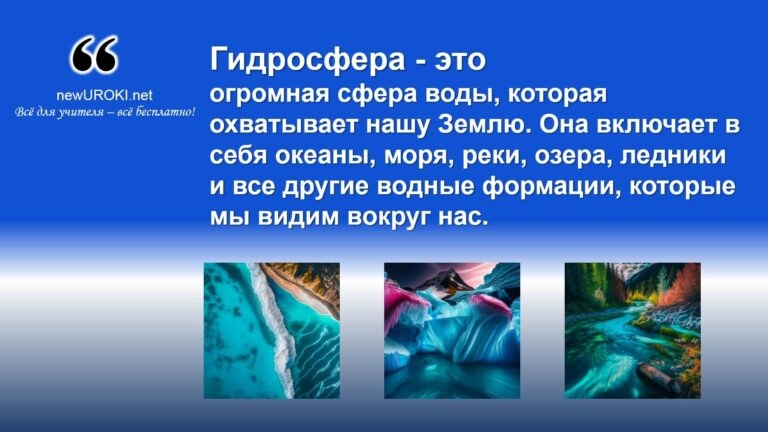 newUROKI.net
Всё для учителя – всё бесплатно!
Гидросфера - это
огромная сфера воды, которая
охватывает нашу Землю. Она включает в
себя океаны, моря, реки, озера, ледники
и все другие водные формации, которые
мы видим вокруг нас.